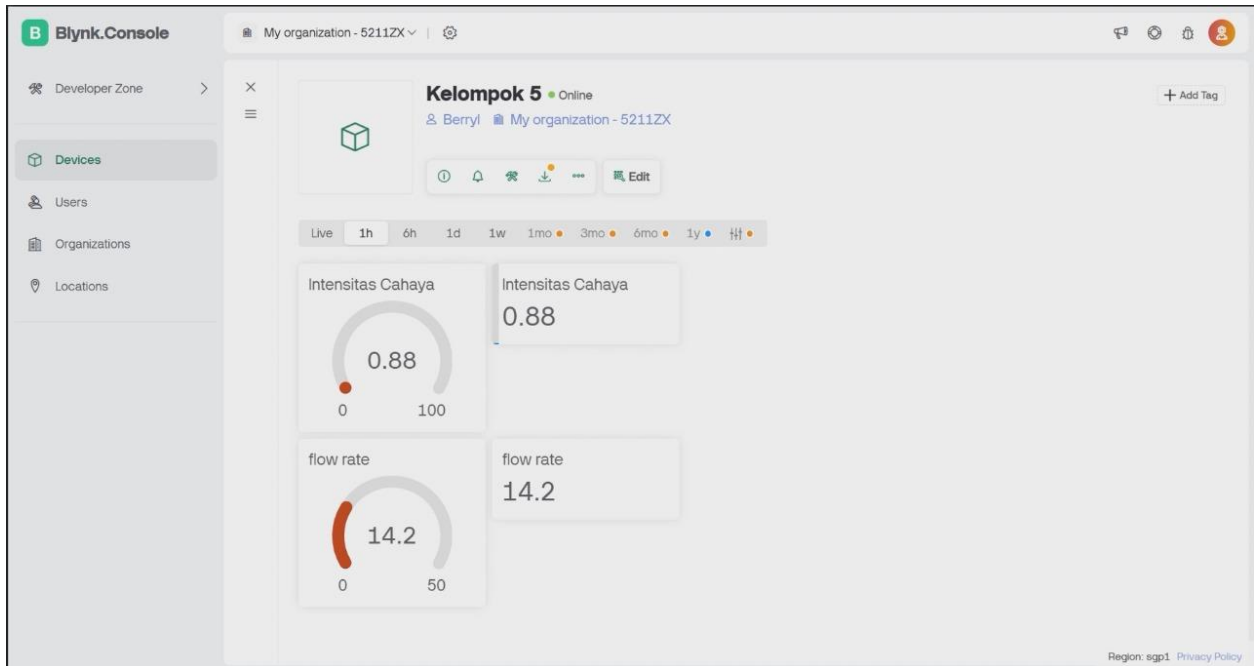 B Blynk.Console
My organization - 5211ZX
Developer Zone
Devices
Users
Organizations
Locations
Kelompok 5 Online
Berryl My organization - 5211ZX
+ Add Tag
Edit
Live 1h 6h 1d 1w 1mo 3mo 6mo 1y
Intensitas Cahaya
0.88
0 100
Intensitas Cahaya
0.88
flow rate
14.2
0 50
flow rate
14.2
Region: sgp1 Privacy Policy